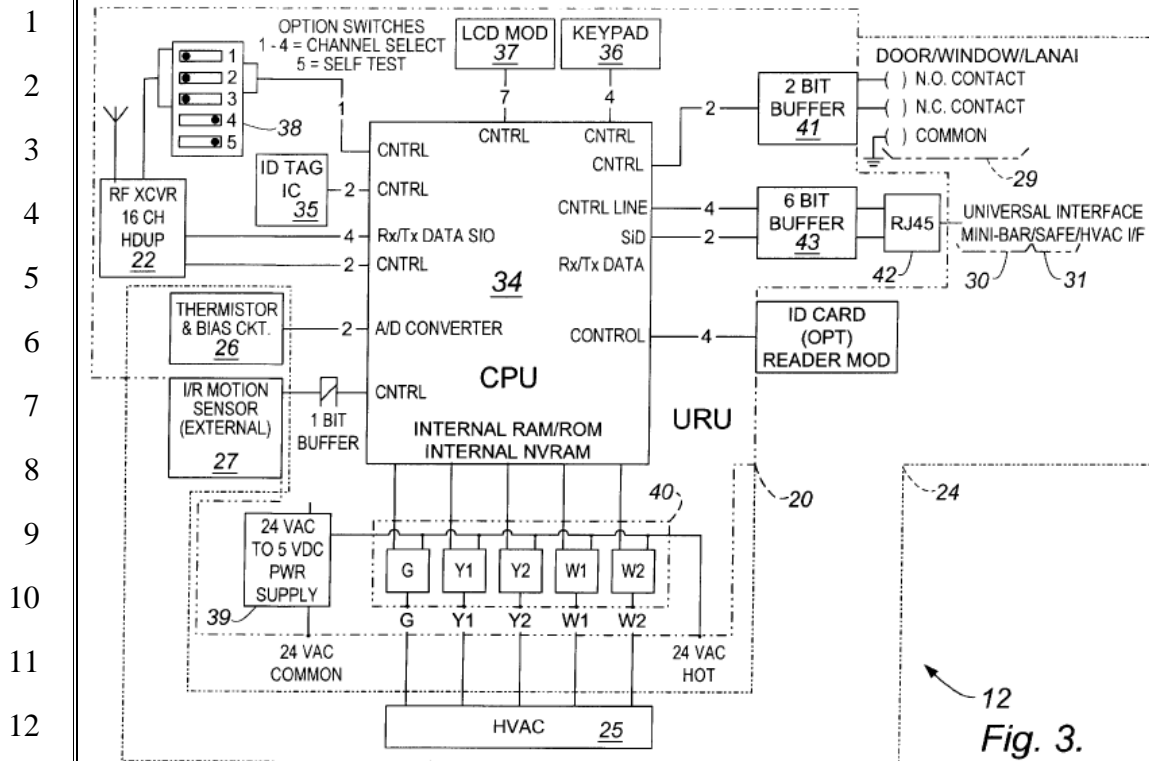 1
2
3
4
5
6
7
8
9
10
11
12
OPTION SWITCHES
1 - 4 = CHANNEL SELECT
5 = SELF TEST
1
2
3
4
5
38
LCD MOD
37
KEYPAD
36
7
4
1
CNTRL
CNTRL
CNTRL
CNTRL
2
2 BIT
BUFFER
41
DOOR/WINDOW/LANAI
( ) N.O. CONTACT
( ) N.C. CONTACT
( ) COMMON
29
ID TAG
IC
35
2
CNTRL
RF XCVR
16 CH
HDUP
22
4
Rx/Tx DATA SIO
2
CNTRL
34
CNTRL LINE
4
SiD
2
Rx/Tx DATA
6 BIT
BUFFER
43
RJ45
42
UNIVERSAL INTERFACE
MINI-BAR/SAFE/HVAC I/F
30
31
THERMISTOR
& BIAS CKT.
26
2
A/D CONVERTER
CONTROL
4
ID CARD
(OPT)
READER MOD
CPU
I/R MOTION
SENSOR
(EXTERNAL)
27
1 BIT
BUFFER
CNTRL
URU
INTERNAL RAM/ROM
INTERNAL NVRAM
20
24
40
24 VAC
TO 5 VDC
PWR
SUPPLY
39
G
Y1
Y2
W1
W2
G
Y1
Y2
W1
W2
24 VAC
COMMON
24 VAC
HOT
HVAC
25
12
Fig. 3.